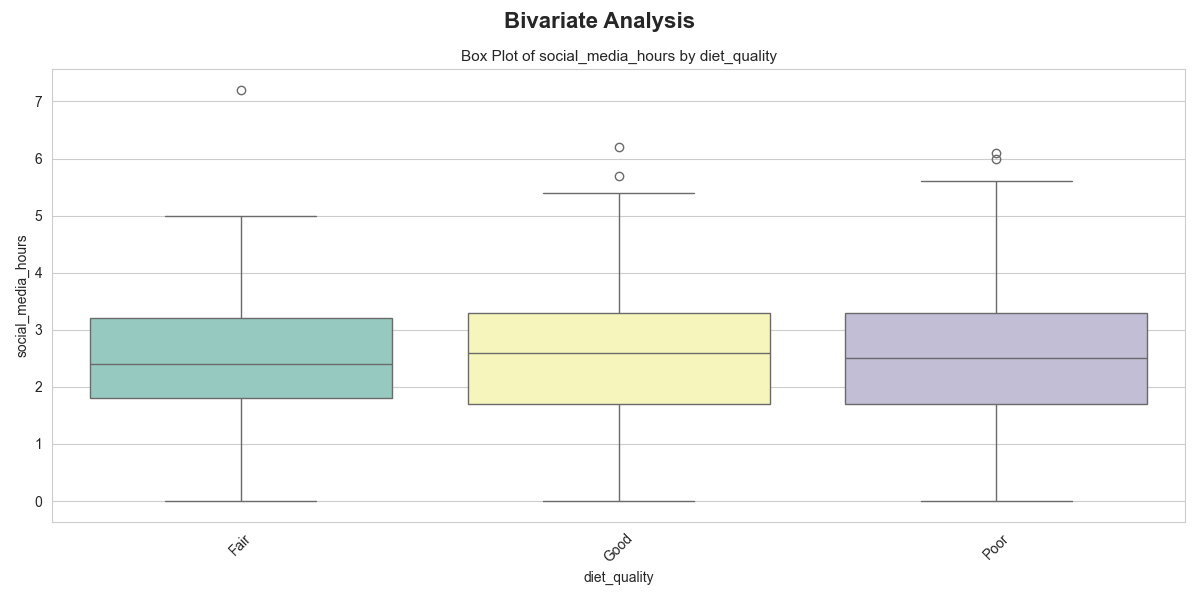 Bivariate Analysis
Box Plot of social_media_hours by diet_quality
social_media_hours
7
6
5
4
3
2
1
0
Fair
Good
Poor
diet_quality